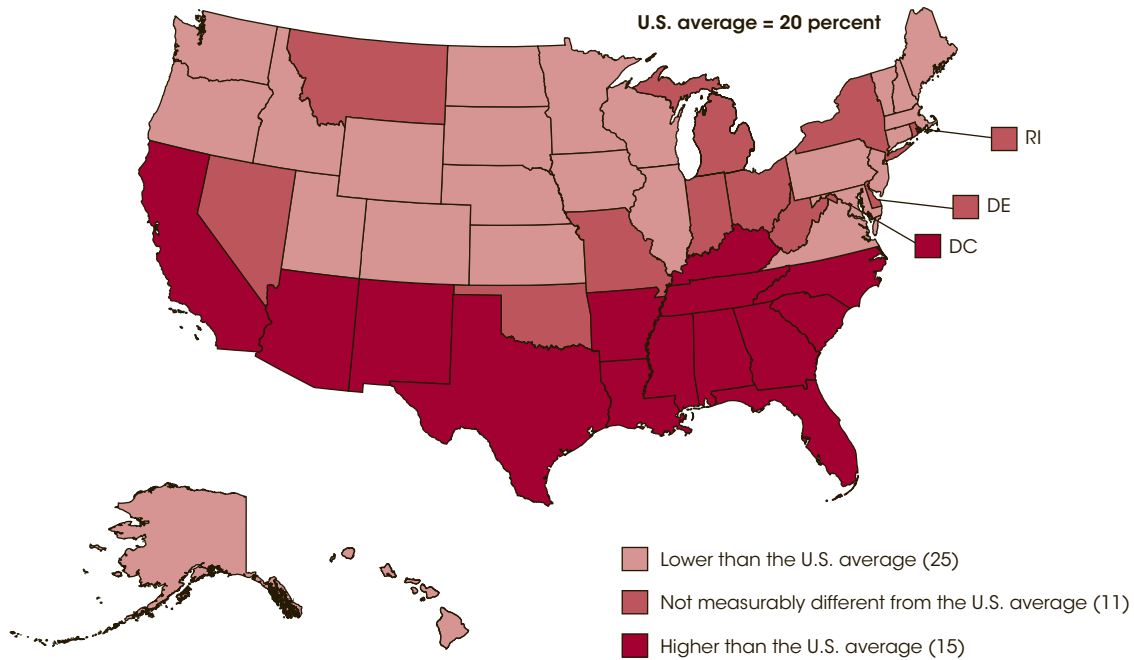 U.S. average = 20 percent
RI
DE
DC
Lower than the U.S. average (25)
Not measurably different from the U.S. average (11)
Higher than the U.S. average (15)